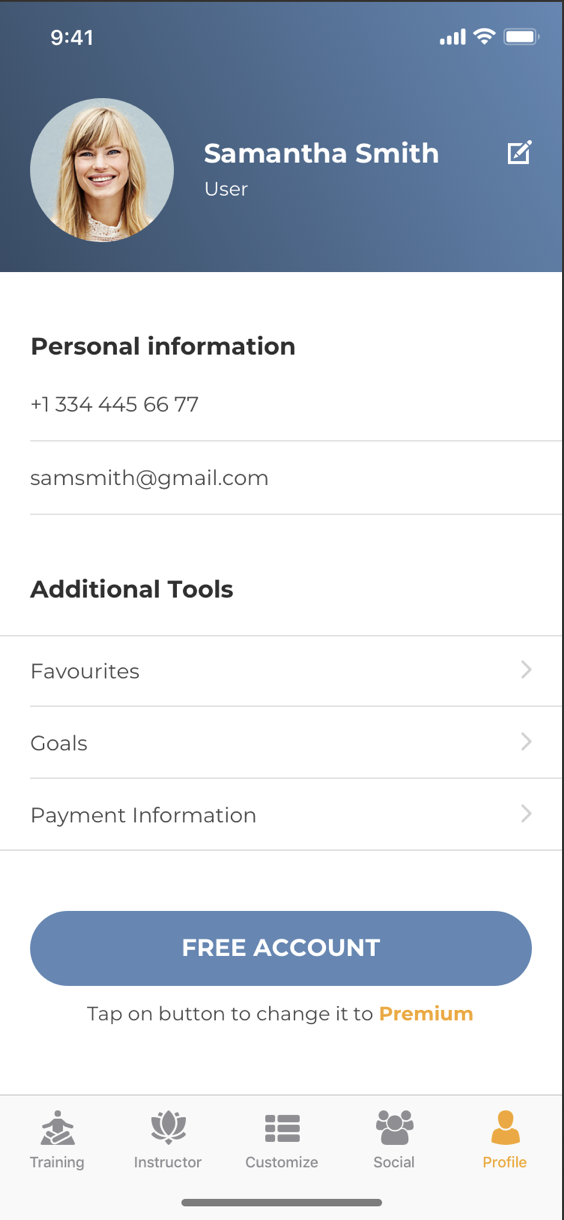 9:41
Samantha Smith
User
Personal information
+1 334 445 66 77
samsmith@gmail.com
Additional Tools
Favourites
Goals
Payment Information
FREE ACCOUNT
Tap on button to change it to Premium
Training Instructor Customize Social Profile